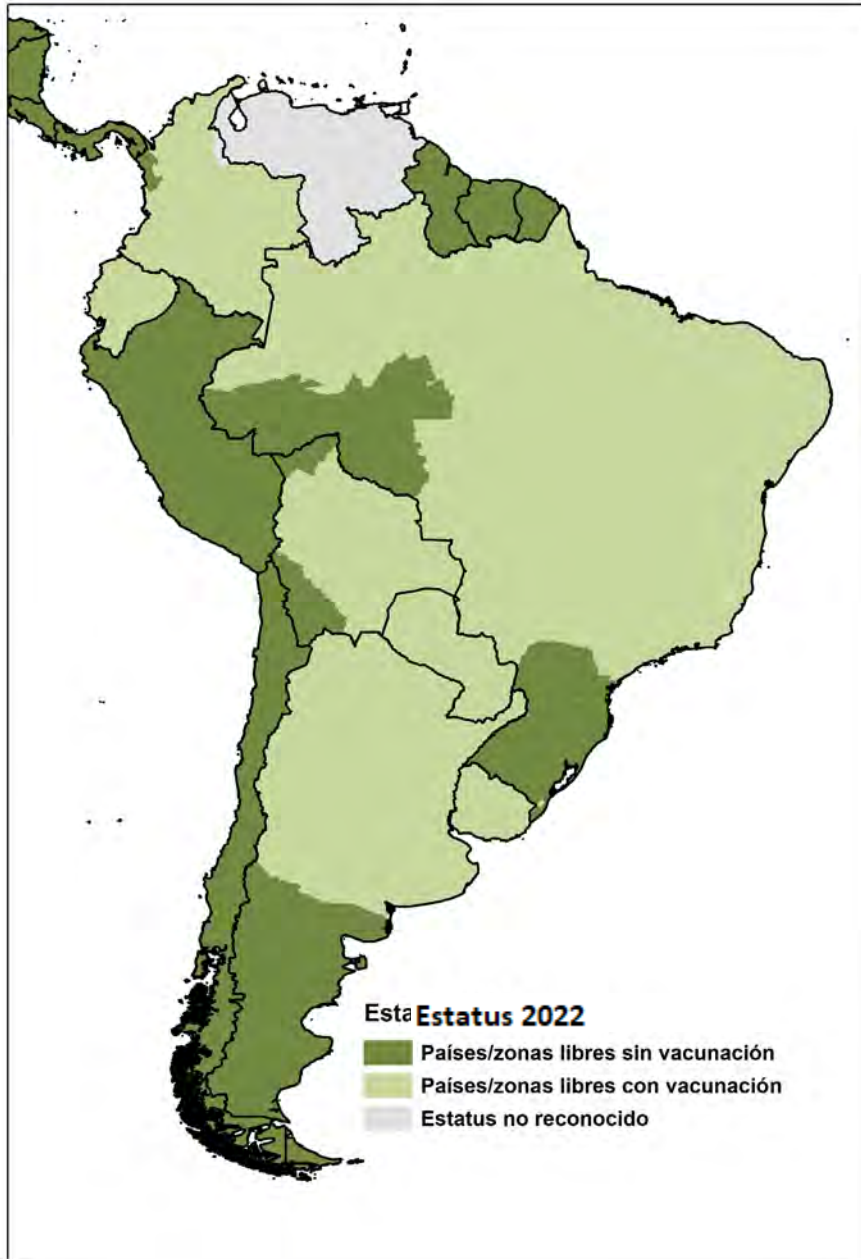 Esta Estatus 2022
Países/zonas libres sin vacunación
Países/zonas libres con vacunación
Estatus no reconocido